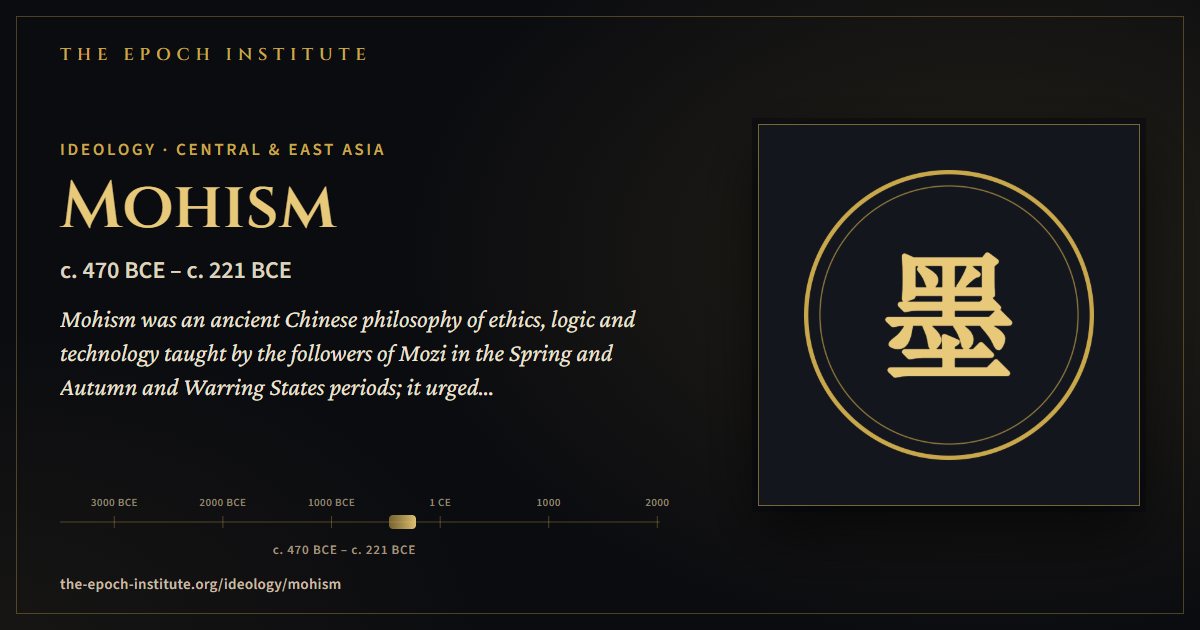 THE EPOCH INSTITUTE
IDEOLOGY · CENTRAL & EAST ASIA
MOHISM
c. 470 BCE – c. 221 BCE
Mohism was an ancient Chinese philosophy of ethics, logic and
technology taught by the followers of Mozi in the Spring and
Autumn and Warring States periods; it urged...
墨
3000 BCE 2000 BCE 1000 BCE 1 CE 1000 2000
c. 470 BCE – c. 221 BCE
the-epoch-institute.org/ideology/mohism